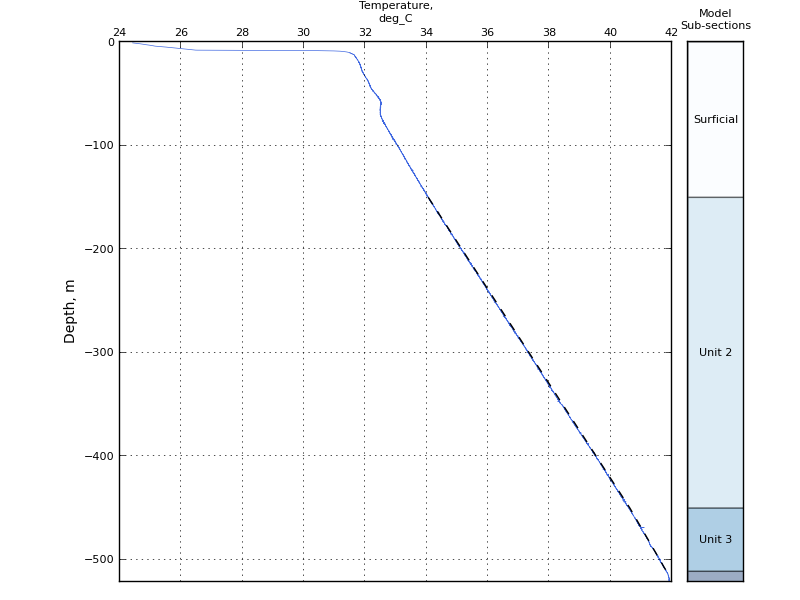 Temperature,
deg_C
Model
Sub-sections
24 26 28 30 32 34 36 38 40 42
0
Surficial
−100
−200
Depth, m
−300
Unit 2
−400
Unit 3
−500